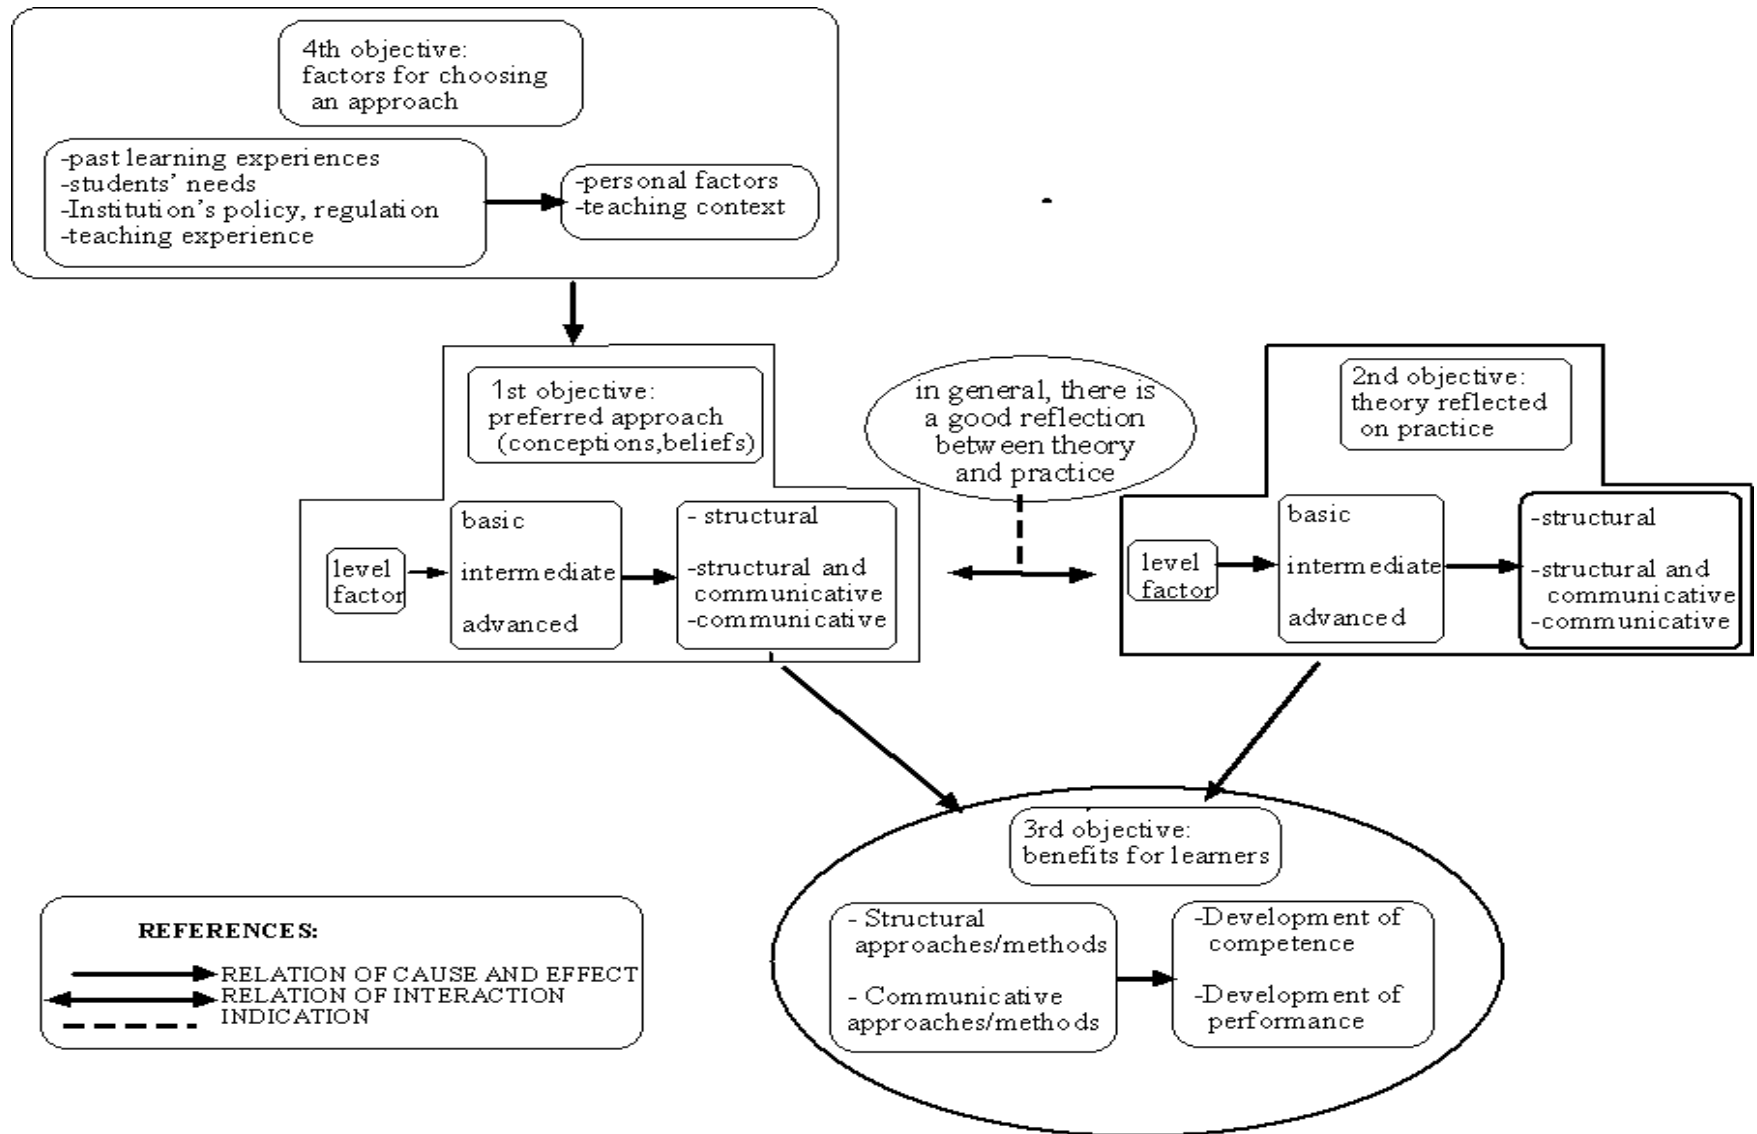 4th objective:
factors for choosing
an approach
-past learning experiences
-students' needs
-Institution's policy, regulation
-teaching experience
-personal factors
-teaching context
1st objective:
preferred approach
(conceptions,beliefs)
level
factor
basic
intermediate
advanced
- structural
-structural and
communicative
-communicative
in general, there is
a good reflection
between theory
and practice
2nd objective:
theory reflected
on practice
level
factor
basic
intermediate
advanced
-structural
-structural and
communicative
-communicative
3rd objective:
benefits for learners
- Structural
approaches/methods
- Communicative
approaches/methods
-Development of
competence
-Development of
performance
REFERENCES:
RELATION OF CAUSE AND EFFECT
RELATION OF INTERACTION
INDICATION